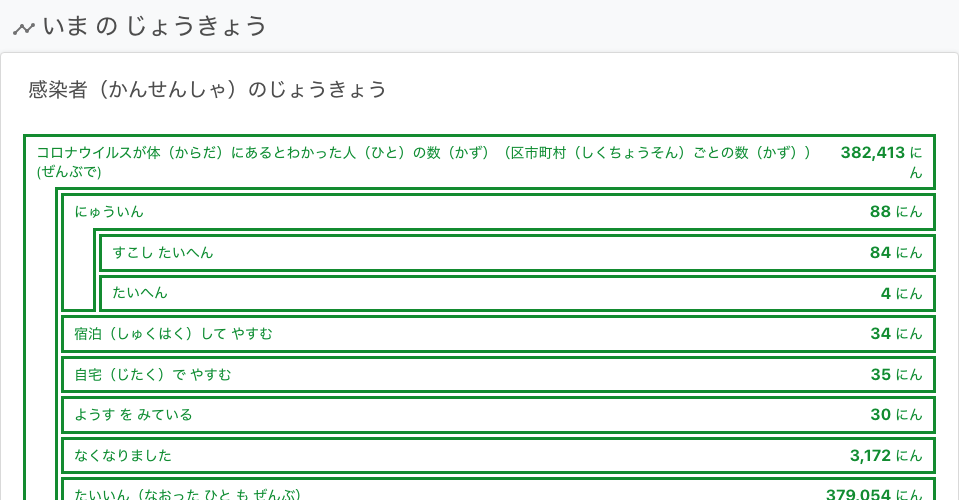 いま の じょうきょう
感染者（かんせんしゃ）のじょうきょう
コロナウイルスが体（からだ）にあるとわかった人（ひと）の数（かず）（区市町村（しくちょうそん）ごとの数（かず））
(ぜんぶで)
382,413 に
ん
にゅういん 88 にん
すこし たいへん 84 にん
たいへん 4 にん
宿泊（しゅくはく）して やすむ 34 にん
自宅（じたく）で やすむ 35 にん
ようす を みている 30 にん
なくなりました 3,172 にん
たいいん（なおった ひと も ぜんぶ） 379,054 にん